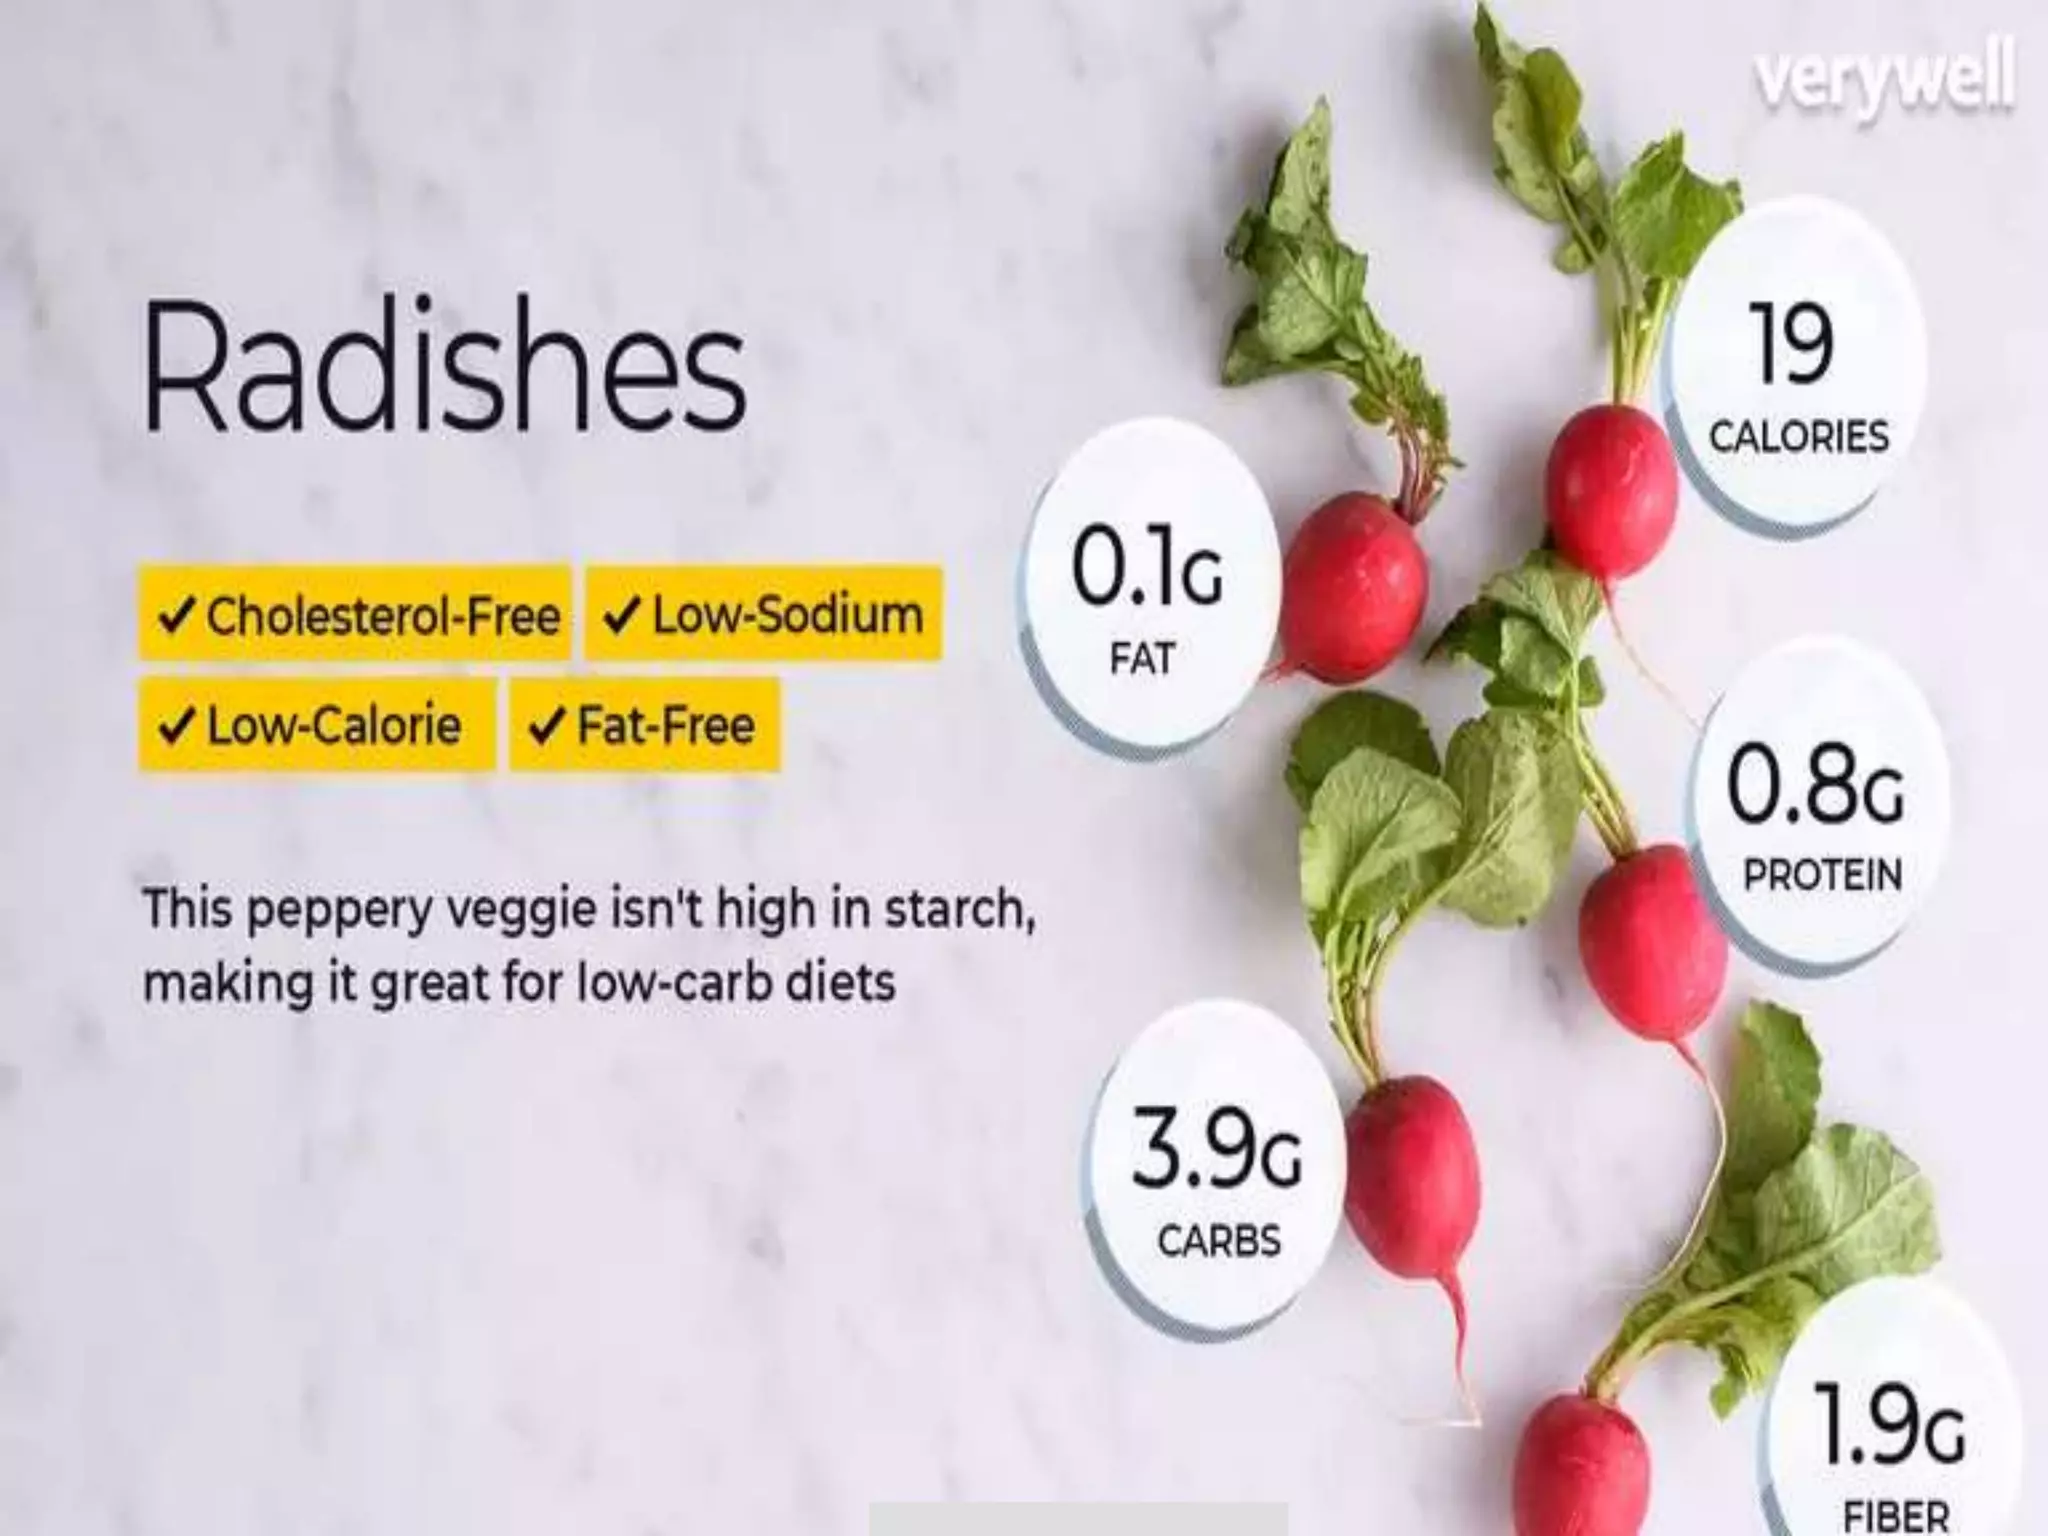 verywell
Radishes
✓ Cholesterol-Free ✓ Low-Sodium
✓ Low-Calorie ✓ Fat-Free
This peppery veggie isn't high in starch,
making it great for low-carb diets
19
CALORIES
0.1G
FAT
0.8G
PROTEIN
3.9G
CARBS
1.9G
FIBER